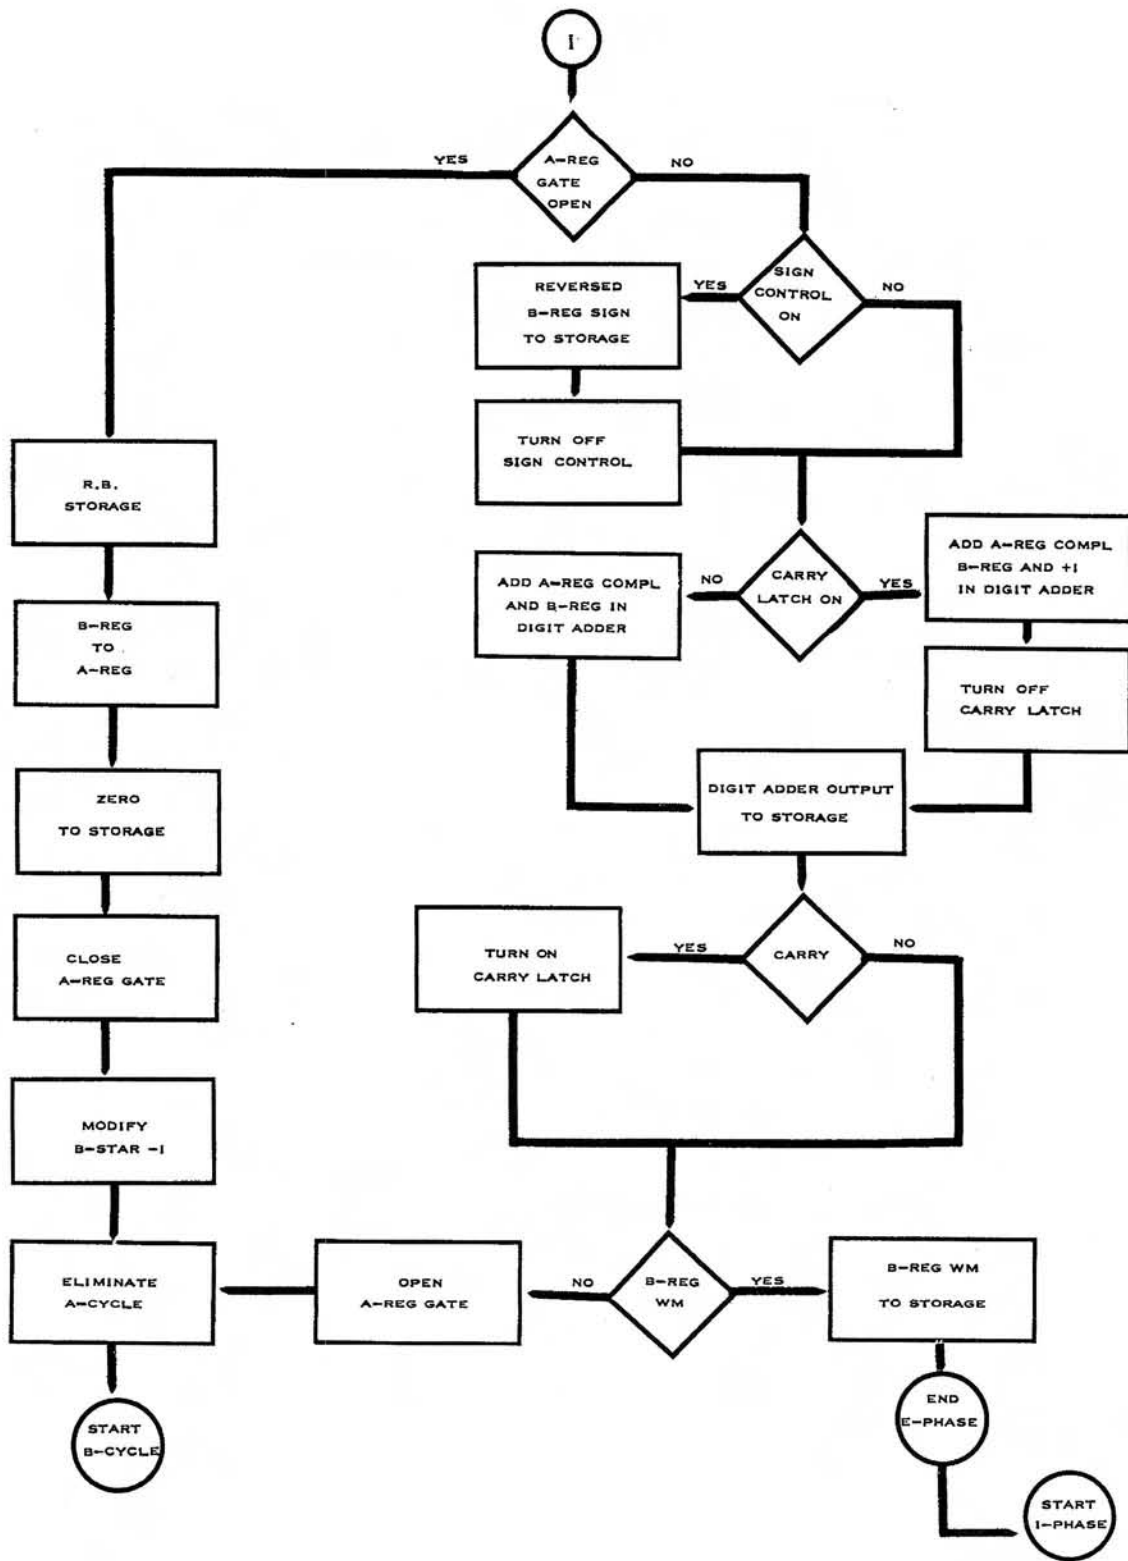 I
A-REG
GATE
OPEN
YES
NO
SIGN
CONTROL
ON
YES
NO
REVERSED
B-REG SIGN
TO STORAGE
TURN OFF
SIGN CONTROL
R.B.
STORAGE
B-REG
TO
A-REG
ZERO
TO STORAGE
CLOSE
A-REG GATE
MODIFY
B-STAR -1
ELIMINATE
A-CYCLE
START
B-CYCLE
CARRY
LATCH ON
NO
YES
ADD A-REG COMPL
AND B-REG IN
DIGIT ADDER
ADD A-REG COMPL
B-REG AND +1
IN DIGIT ADDER
TURN OFF
CARRY LATCH
DIGIT ADDER OUTPUT
TO STORAGE
CARRY
YES
NO
TURN ON
CARRY LATCH
B-REG
WM
NO
YES
OPEN
A-REG GATE
B-REG WM
TO STORAGE
END
E-PHASE
START
I-PHASE